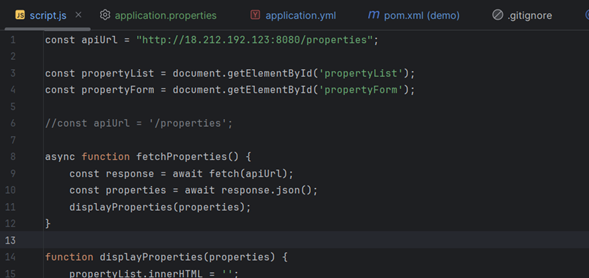 script.js × application.properties application.yml pom.xml (demo) .gitignore
1 const apiUrl = "http://18.212.192.123:8080/properties";
2
3 const propertyList = document.getElementById('propertyList');
4 const propertyForm = document.getElementById('propertyForm');
5
6 //const apiUrl = '/properties';
7
8 async function fetchProperties() {
9 const response = await fetch(apiUrl);
10 const properties = await response.json();
11 displayProperties(properties);
12 }
13
14 function displayProperties(properties) {
15 propertyList.innerHTML = '';